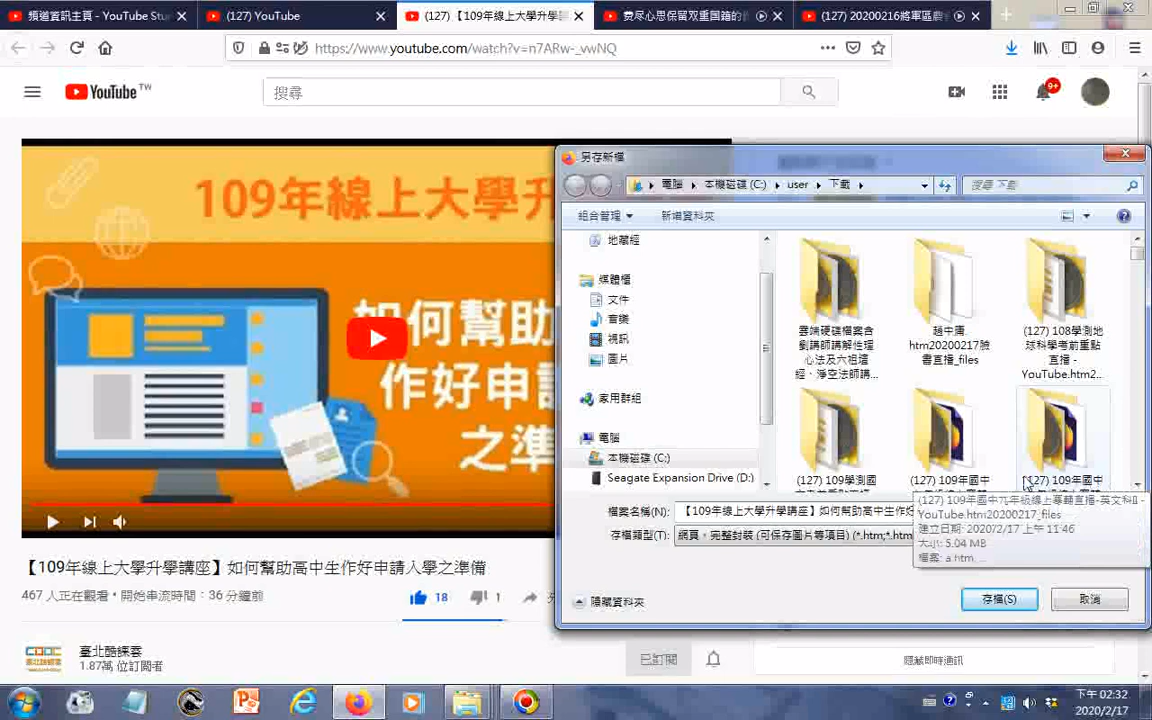 頻道資訊主頁 - YouTube Stu
(127) YouTube
(127) 【109年線上大學升學講
费尽心思保留双重国籍的
(127) 20200216將軍區農
https://www.youtube.com/watch?v=n7ARw-_vwNQ
YouTube TW
搜尋
9+
109年線上大學升
如何幫助
作好申請
之準備
【109年線上大學升學講座】如何幫助高中生作好申請入學之準備
467 人正在觀看 • 開始串流時間：36 分鐘前
18
1
臺北酷課雲
1.87萬 位訂閱者
已訂閱
隱藏即時通訊
另存新檔
電腦
本機磁碟 (C:)
user
下載
搜尋 下載
組合管理
新增資料夾
地藏經
媒體櫃
文件
音樂
視訊
圖片
家用群組
電腦
本機磁碟 (C:)
Seagate Expansion Drive (D:)
雲端硬碟檔案含
劉講師講解性理
心法及六祖壇
經．淨空法師講...
趙中庸
htm20200217臉
書直播_files
(127) 108學測地
球科學考前重點
直播 -
YouTube.htm2...
(127) 109學測國
(127) 109年國中
(127) 109年國中
(127) 109年國中九年級線上專輔直播-英文科II -
YouTube.htm20200217_files
建立日期: 2020/2/17 上午 11:46
大小: 5.04 MB
檔案: a.htm, ...
檔案名稱(N):
【109年線上大學升學講座】如何幫助高中生作好
存檔類型(T):
網頁，完整封裝 (可保存圖片等項目) (*.htm;*.htm
隱藏資料夾
存檔(S)
取消
下午 02:32
2020/2/17